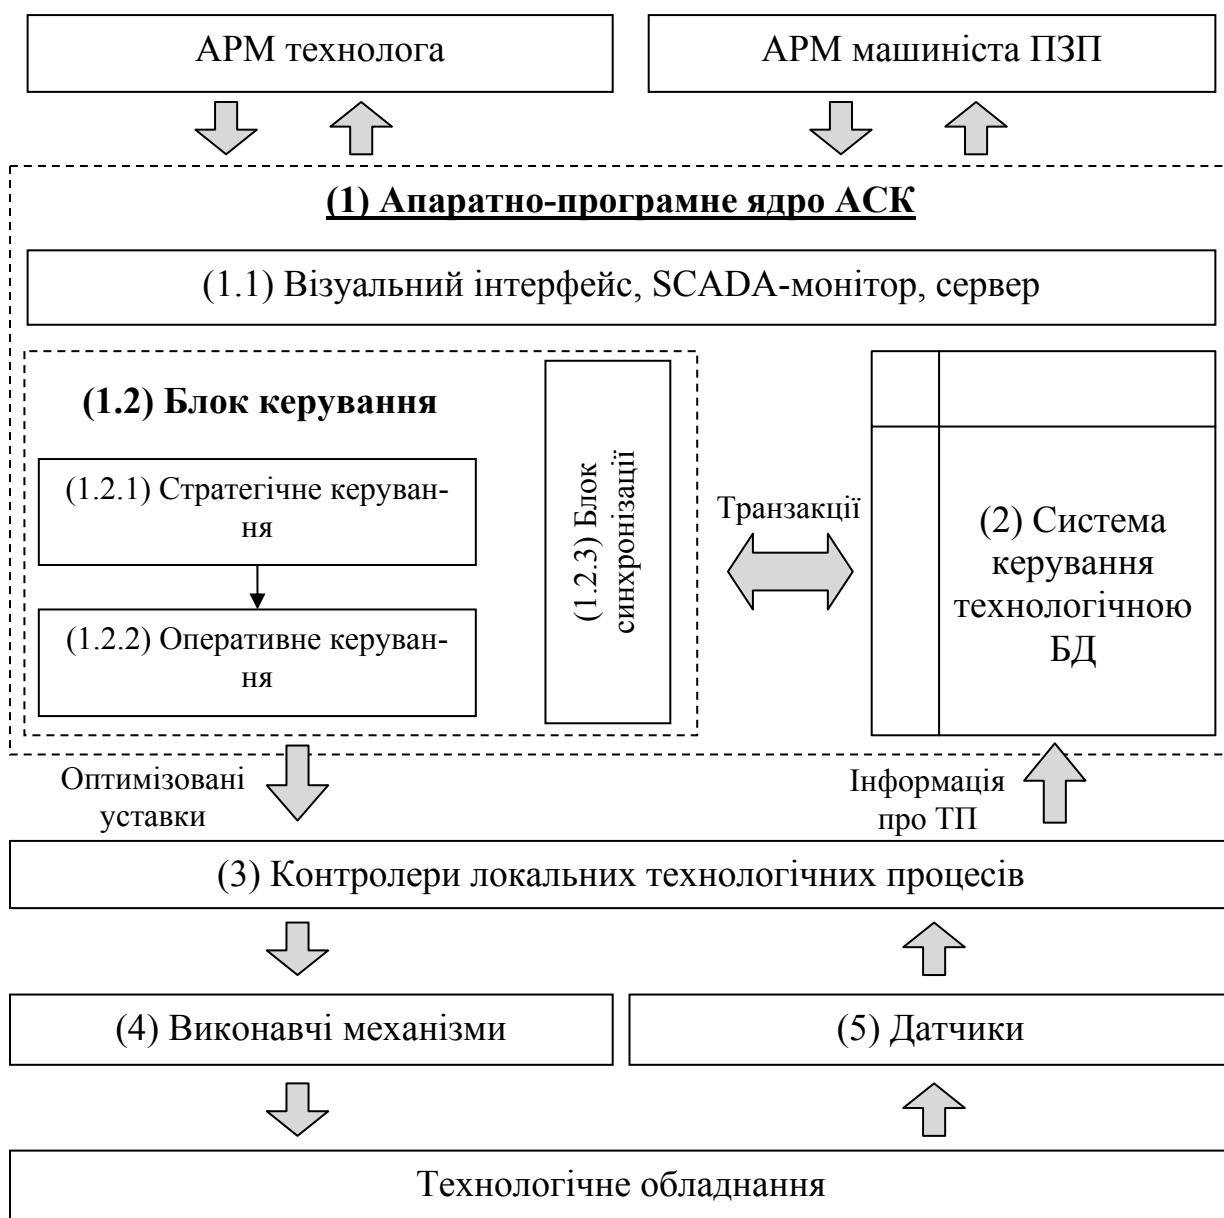 АРМ технолога
АРМ машиніста ПЗП
(1) Апаратно-програмне ядро АСК
(1.1) Візуальний інтерфейс, SCADA-монітор, сервер
(1.2) Блок керування
(1.2.1) Стратегічне керуван-
ня
(1.2.2) Оперативне керуван-
ня
(1.2.3) Блок
синхронізації
Транзакції
(2) Система
керування
технологічною
БД
Оптимізовані
уставки
Інформація
про ТП
(3) Контролери локальних технологічних процесів
(4) Виконавчі механізми
(5) Датчики
Технологічне обладнання